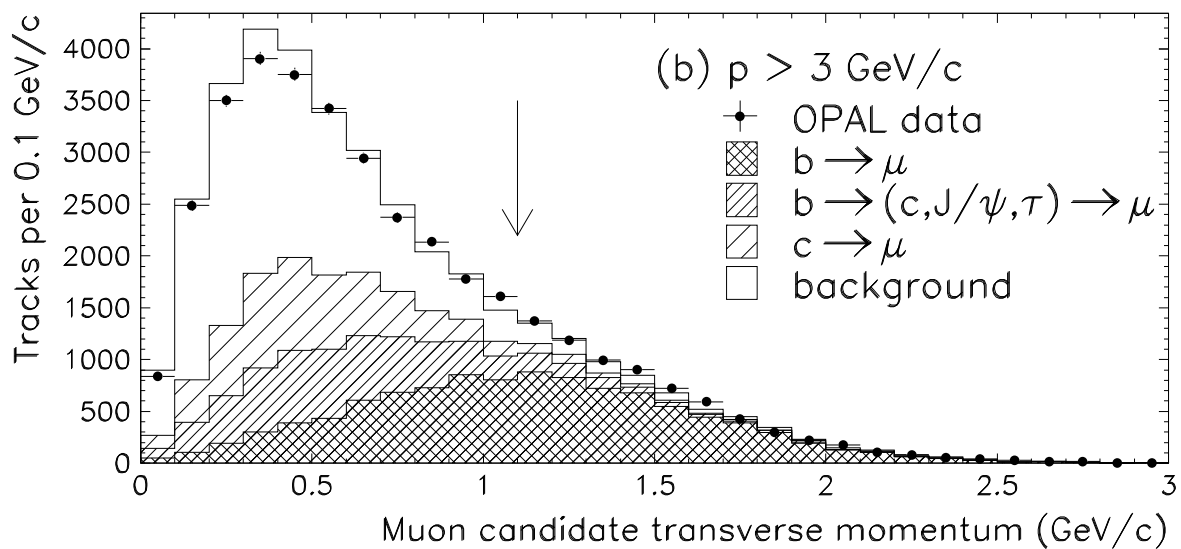 Tracks per 0.1 GeV/c
4000
3500
3000
2500
2000
1500
1000
500
0
(b) p > 3 GeV/c
OPAL data
b → μ
b → (c,J/ψ,τ) → μ
c → μ
background
0 0.5 1 1.5 2 2.5 3
Muon candidate transverse momentum (GeV/c)